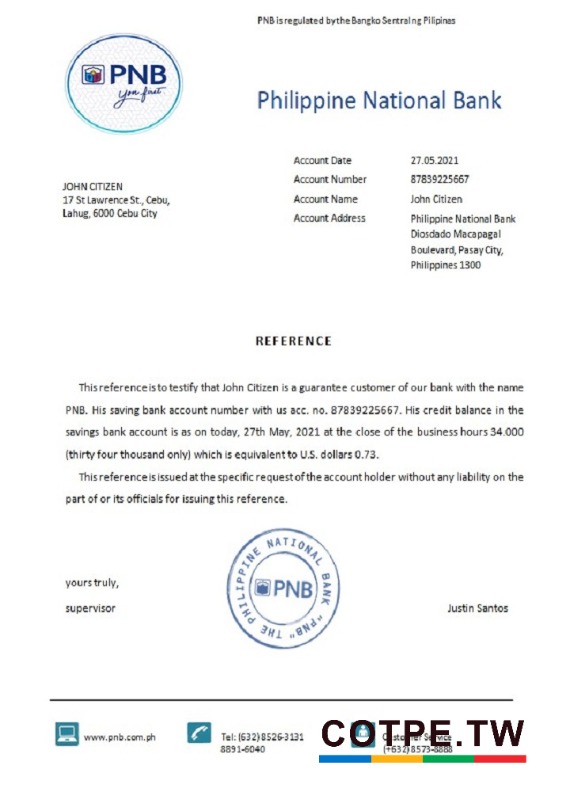 PNB is regulated by the Bangko Sentral ng Pilipinas
PNB
You first
Philippine National Bank
Account Date 27.05.2021
Account Number 87839225667
Account Name John Citizen
Account Address Philippine National Bank
Diosdado Macapagal
Boulevard, Pasay City,
Philippines 1300
JOHN CITIZEN
17 St Lawrence St., Cebu,
Lahug, 6000 Cebu City
REFERENCE
This reference is to testify that John Citizen is a guarantee customer of our bank with the name
PNB. His saving bank account number with us acc. no. 87839225667. His credit balance in the
savings bank account is as on today, 27th May, 2021 at the close of the business hours 34.000
(thirty four thousand only) which is equivalent to U.S. dollars 0.73.
This reference is issued at the specific request of the account holder without any liability on the
part of or its officials for issuing this reference.
THE PHILIPPINE NATIONAL BANK "PNB"
PNB
yours truly,
supervisor Justin Santos
www.pnb.com.ph
Tel: (632) 8526-3131
8891-6040
Customer Service
(+632) 8573-8888
COTPE.TW